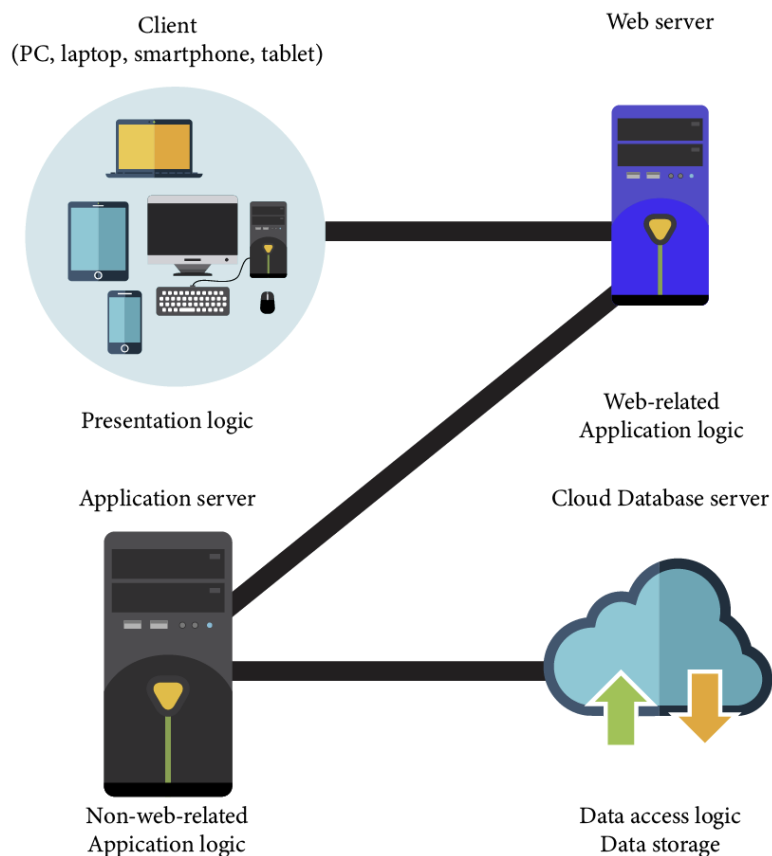 Client
(PC, laptop, smartphone, tablet)
Web server
Presentation logic
Web-related
Application logic
Application server
Cloud Database server
Non-web-related
Appication logic
Data access logic
Data storage